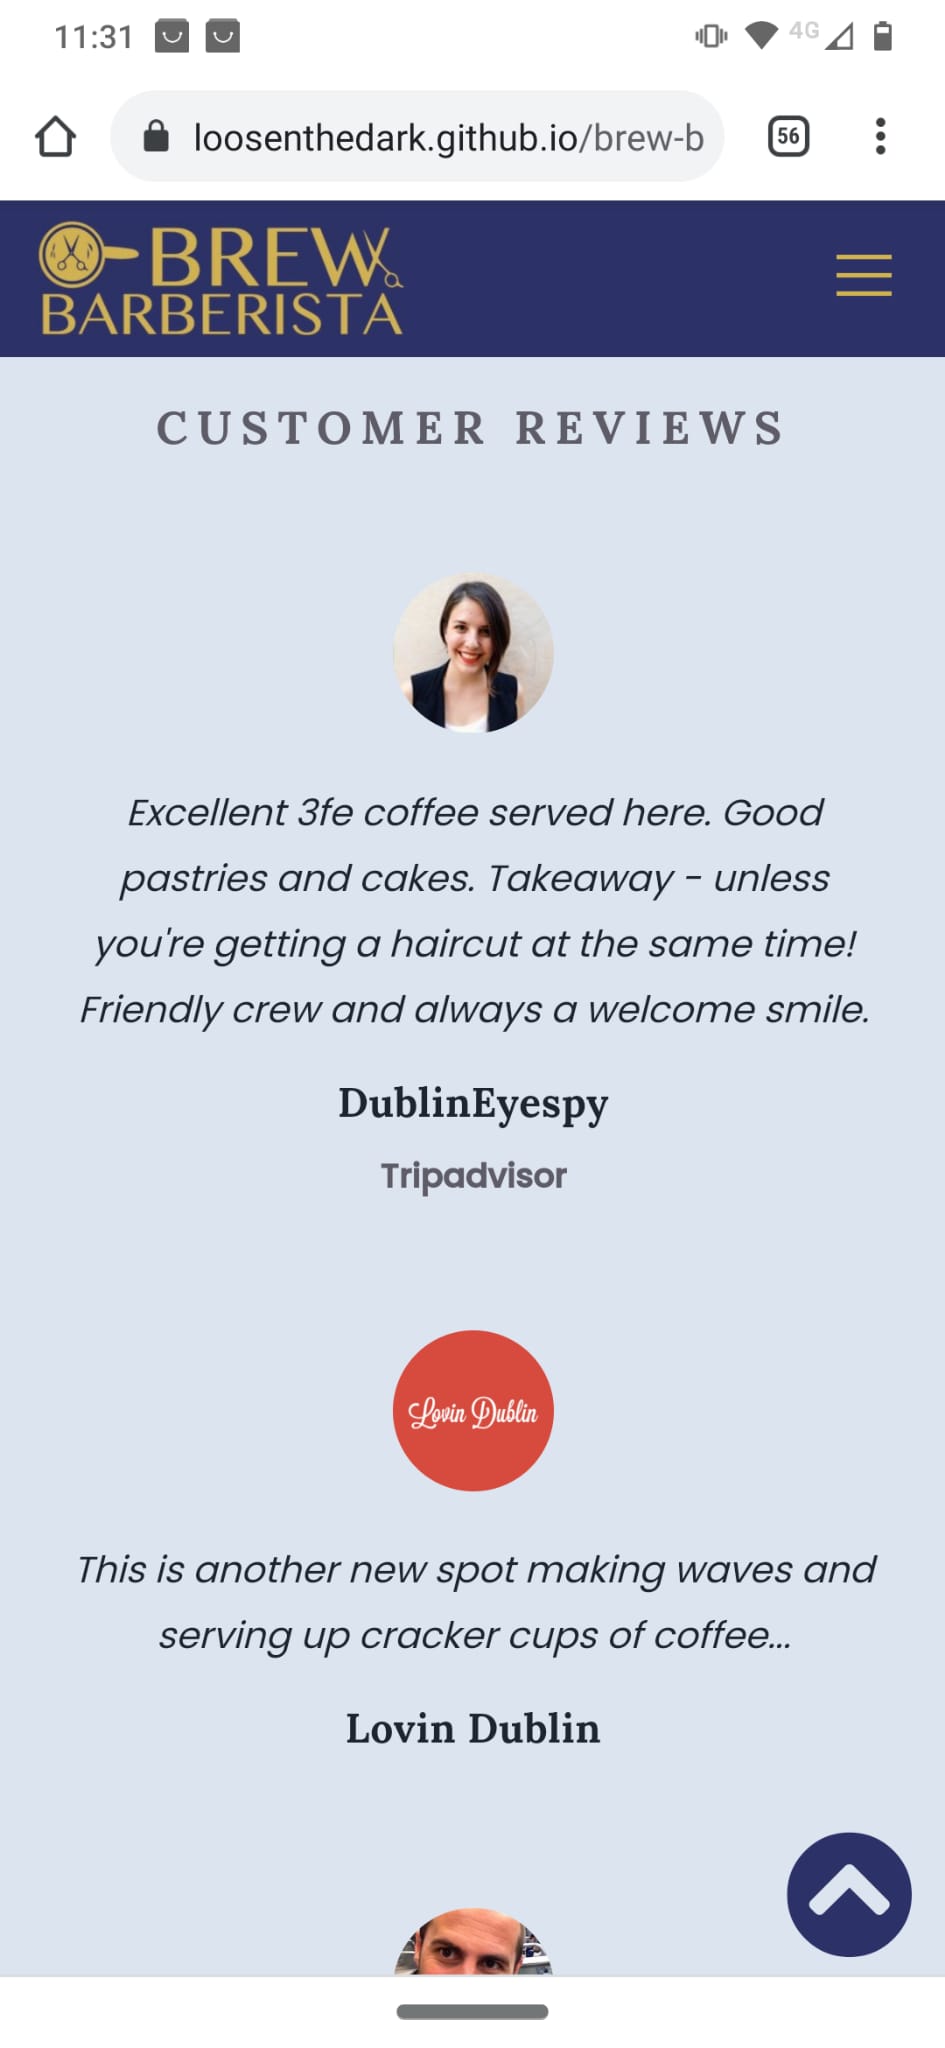 11:31
4G
loosenthedark.github.io/brew-b
56
BREW
BARBERISTA
CUSTOMER REVIEWS
Excellent 3fe coffee served here. Good
pastries and cakes. Takeaway - unless
you're getting a haircut at the same time!
Friendly crew and always a welcome smile.
DublinEyespy
Tripadvisor
Lovin Dublin
This is another new spot making waves and
serving up cracker cups of coffee...
Lovin Dublin